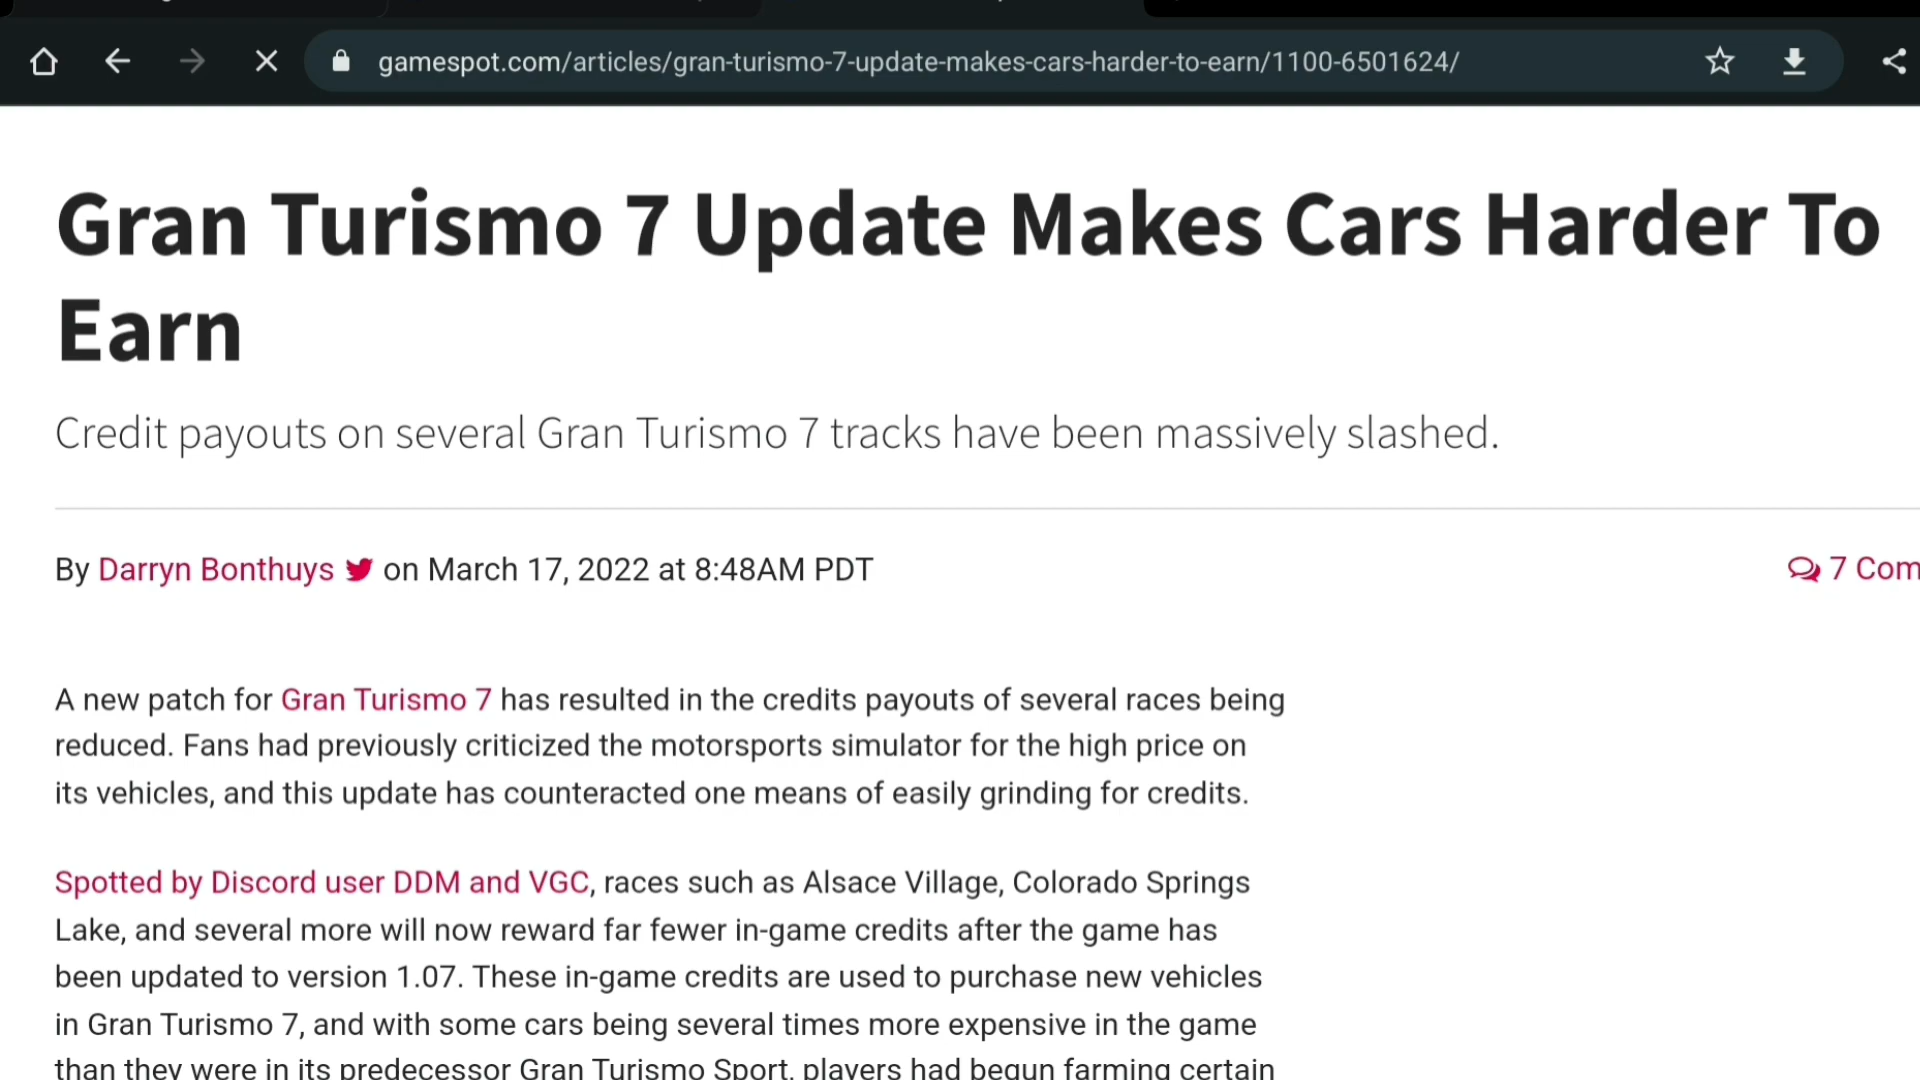 gamespot.com/articles/gran-turismo-7-update-makes-cars-harder-to-earn/1100-6501624/
Gran Turismo 7 Update Makes Cars Harder To
Earn
Credit payouts on several Gran Turismo 7 tracks have been massively slashed.
By Darryn Bonthuys on March 17, 2022 at 8:48AM PDT
7 Com
A new patch for Gran Turismo 7 has resulted in the credits payouts of several races being
reduced. Fans had previously criticized the motorsports simulator for the high price on
its vehicles, and this update has counteracted one means of easily grinding for credits.
Spotted by Discord user DDM and VGC, races such as Alsace Village, Colorado Springs
Lake, and several more will now reward far fewer in-game credits after the game has
been updated to version 1.07. These in-game credits are used to purchase new vehicles
in Gran Turismo 7, and with some cars being several times more expensive in the game
than they were in its predecessor Gran Turismo Sport, players had begun farming certain